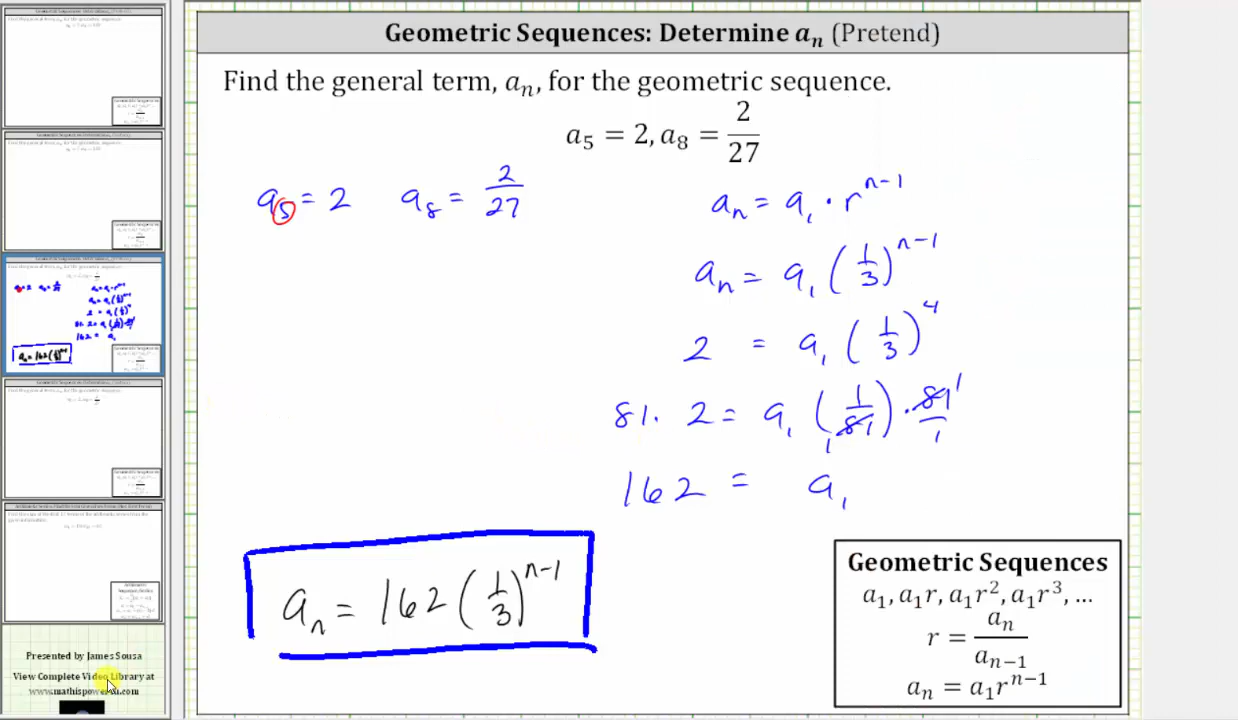 Geometric Sequences: Determine aₙ (Pretend)
Find the general term, aₙ, for the geometric sequence.
a₅ = 2, a₈ = 2/27
a₅ = 2 a₈ = 2/27
aₙ = a₁ · rⁿ⁻¹
aₙ = a₁ (1/3)ⁿ⁻¹
2 = a₁ (1/3)⁴
81 · 2 = a₁ (1/81) · 81/1
162 = a₁
aₙ = 162 (1/3)ⁿ⁻¹
Geometric Sequences
a₁, a₁r, a₁r², a₁r³, ...
r = aₙ/aₙ₋₁
aₙ = a₁rⁿ⁻¹
Presented by James Sousa
View Complete Video Library at